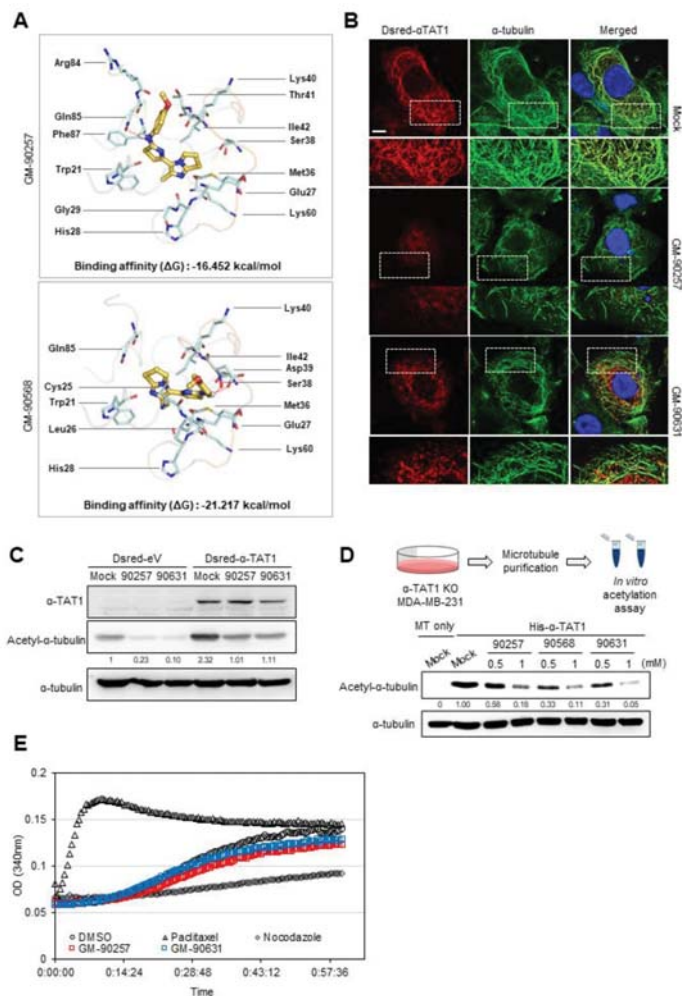 A
GM-90257
Arg84
Gln85
Phe87
Trp21
Gly29
His28
Lys40
Thr41
Ile42
Ser38
Met36
Glu27
Lys60
Binding affinity (ΔG) : -16.452 kcal/mol
GM-90568
Gln85
Cys25
Trp21
Leu26
His28
Lys40
Ile42
Asp39
Ser38
Met36
Glu27
Lys60
Binding affinity (ΔG) : -21.217 kcal/mol
B
Dsred-αTAT1 α-tubulin Merged
Mock
GM-90257
GM-90631
C
Dsred-eV Dsred-α-TAT1
Mock 90257 90631 Mock 90257 90631
α-TAT1
Acetyl-α-tubulin
1 0.23 0.10 2.32 1.01 1.11
α-tubulin
D
α-TAT1 KO
MDA-MB-231
Microtubule
purification
In vitro
acetylation
assay
MT only His-α-TAT1
Mock Mock 90257 90568 90631
0.5 1 0.5 1 0.5 1 (mM)
Acetyl-α-tubulin
0 1.00 0.56 0.18 0.33 0.11 0.31 0.05
α-tubulin
E
OD (340nm)
0.2
0.15
0.1
0.05
0
DMSO Paclitaxel Nocodazole
GM-90257 GM-90631
0:00:00 0:14:24 0:28:48 0:43:12 0:57:36
Time